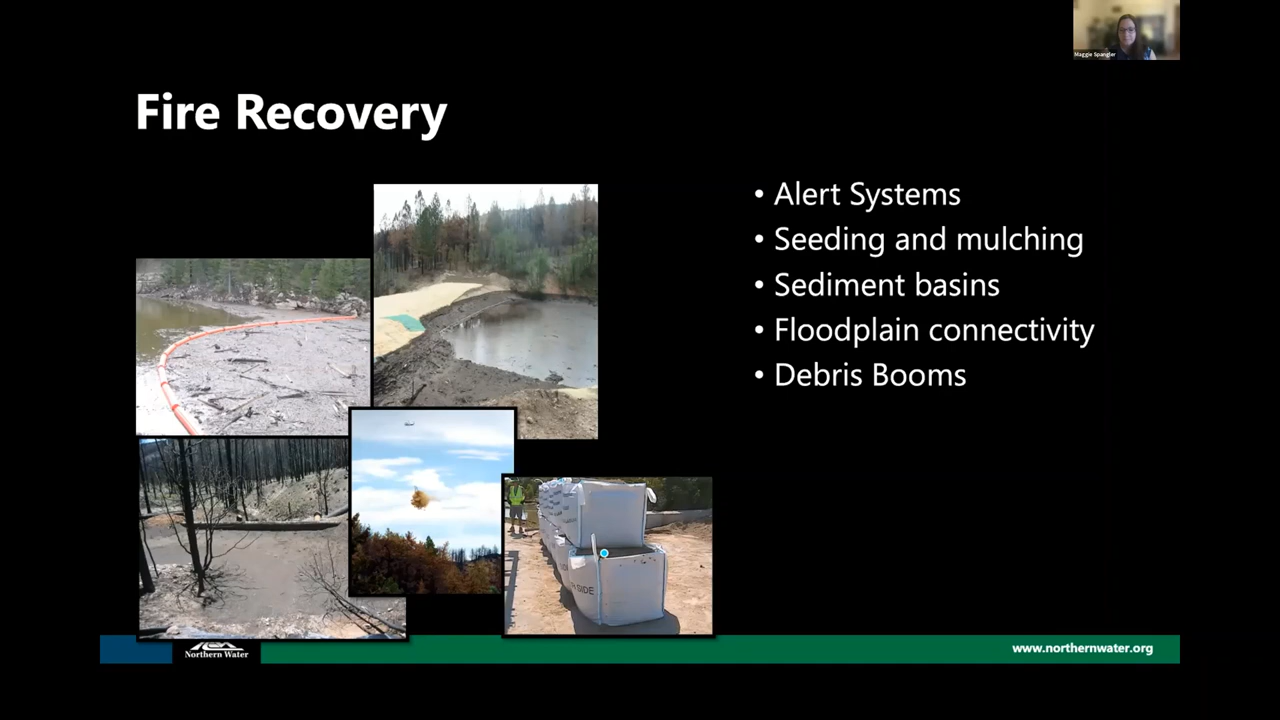 Maggie Spangler
Fire Recovery
• Alert Systems
• Seeding and mulching
• Sediment basins
• Floodplain connectivity
• Debris Booms
SIDE
Northern Water
www.northernwater.org